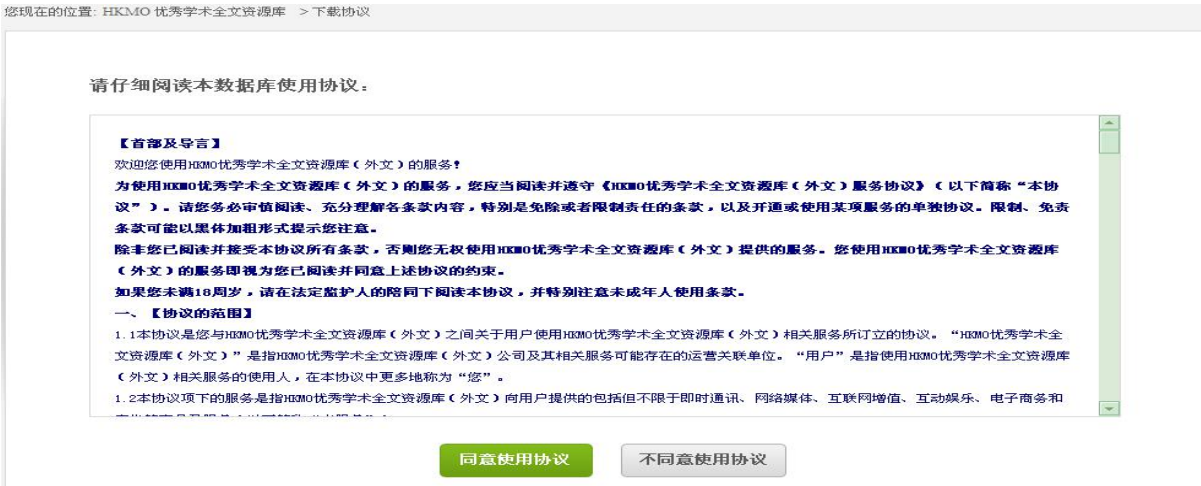 您现在的位置: HKMO 优秀学术全文资源库 >下载协议
请仔细阅读本数据库使用协议:
【首部及导言】
欢迎您使用HKMO优秀学术全文资源库(外文)的服务!
为使用HKMO优秀学术全文资源库(外文)的服务,您应当阅读并遵守《HKMO优秀学术全文资源库(外文)服务协议》(以下简称“本协
议”)。请您务必审慎阅读、充分理解各条款内容,特别是免除或者限制责任的条款,以及开通或使用某项服务的单独协议。限制、免责
条款可能以黑体加粗形式提示您注意。
除非您已阅读并接受本协议所有条款,否则您无权使用HKMO优秀学术全文资源库(外文)提供的服务。您使用HKMO优秀学术全文资源库
(外文)的服务即视为您已阅读并同意上述协议的约束。
如果您未满18周岁,请在法定监护人的陪同下阅读本协议,并特别注意未成年人使用条款。
一、【协议的范围】
1.1本协议是您与HKMO优秀学术全文资源库(外文)之间关于用户使用HKMO优秀学术全文资源库(外文)相关服务所订立的协议。“HKMO优秀学术全
文资源库(外文)”是指HKMO优秀学术全文资源库(外文)公司及其相关服务可能存在的运营关联单位。“用户”是指使用HKMO优秀学术全文资源库
(外文)相关服务的使用人,在本协议中更多地称为“您”。
1.2本协议项下的服务是指HKMO优秀学术全文资源库(外文)向用户提供的包括但不限于即时通讯、网络媒体、互联网增值、互动娱乐、电子商务和
同意使用协议
不同意使用协议